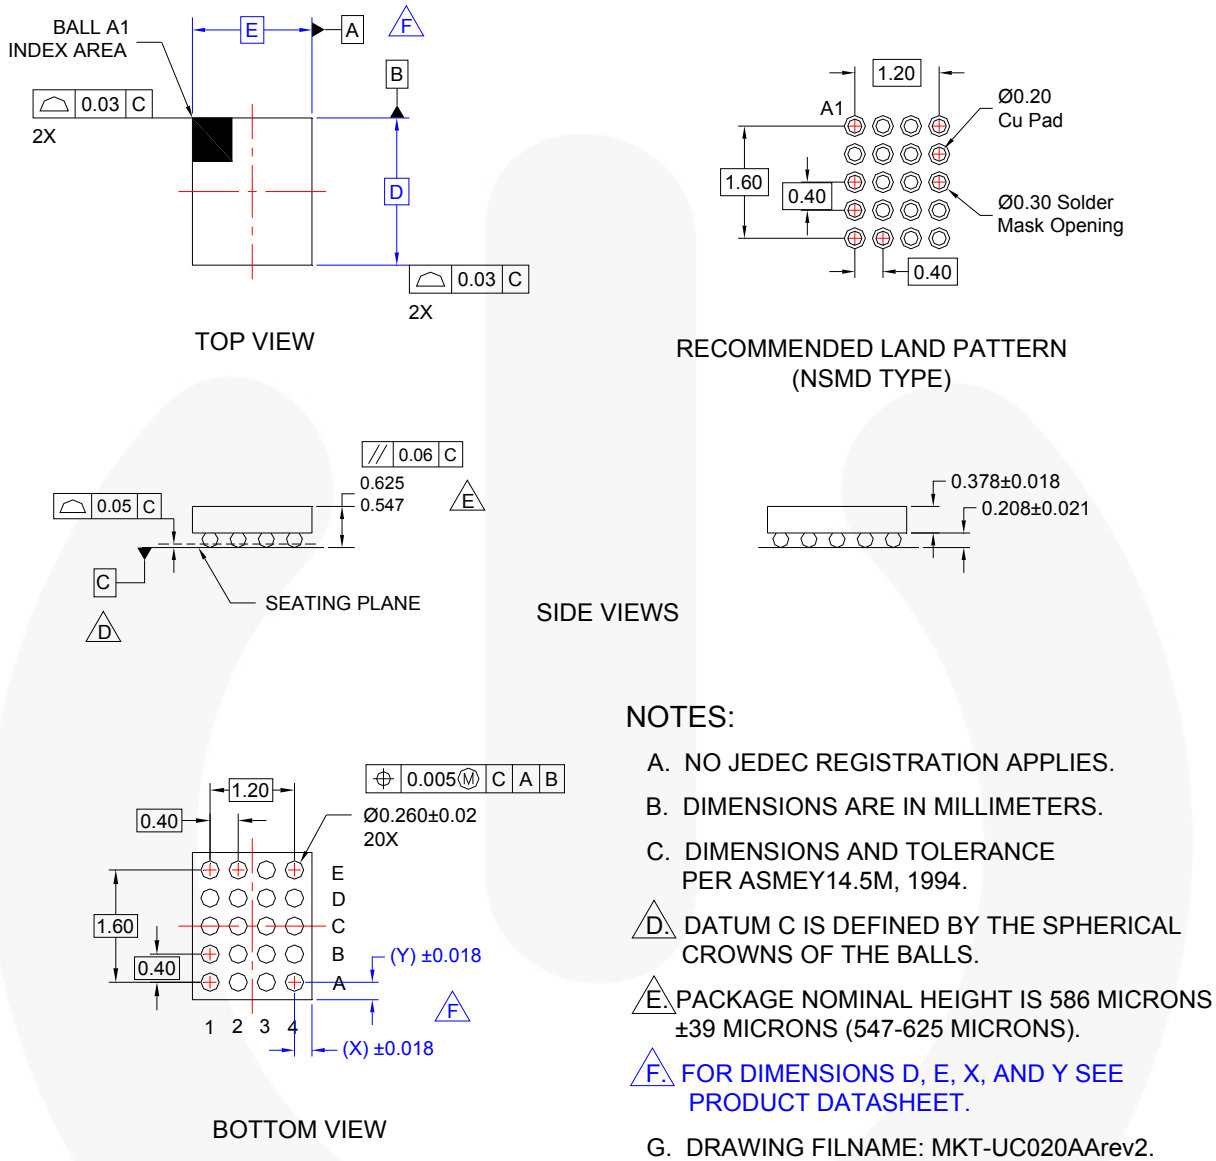 BALL A1
INDEX AREA
E
A
F
B
0.03 C
2X
D
0.03 C
2X
TOP VIEW
1.20
A1
Ø0.20
Cu Pad
1.60
0.40
Ø0.30 Solder
Mask Opening
0.40
RECOMMENDED LAND PATTERN
(NSMD TYPE)
// 0.06 C
0.625
0.547
E
0.05 C
C
D
SEATING PLANE
0.378±0.018
0.208±0.021
SIDE VIEWS
0.005Ⓜ C A B
1.20
0.40
Ø0.260±0.02
20X
E
D
C
B
A
1.60
0.40
(Y) ±0.018
F
1 2 3 4
(X) ±0.018
BOTTOM VIEW
NOTES:
A. NO JEDEC REGISTRATION APPLIES.
B. DIMENSIONS ARE IN MILLIMETERS.
C. DIMENSIONS AND TOLERANCE
PER ASMEY14.5M, 1994.
D. DATUM C IS DEFINED BY THE SPHERICAL
CROWNS OF THE BALLS.
E. PACKAGE NOMINAL HEIGHT IS 586 MICRONS
±39 MICRONS (547-625 MICRONS).
F. FOR DIMENSIONS D, E, X, AND Y SEE
PRODUCT DATASHEET.
G. DRAWING FILNAME: MKT-UC020AArev2.